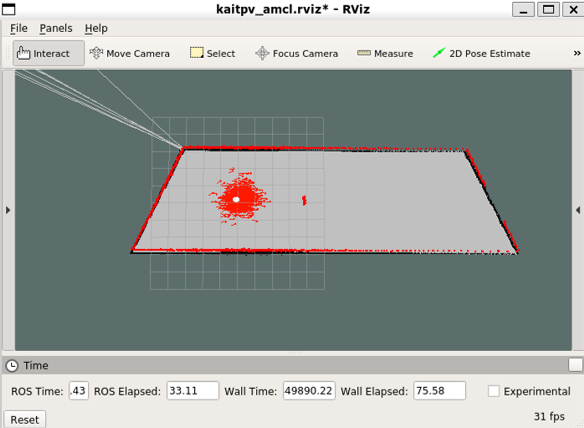 kaitpv_amcl.rviz* - RViz
File Panels Help
Interact Move Camera Select Focus Camera Measure 2D Pose Estimate »
Time
ROS Time: .43 ROS Elapsed: 33.11 Wall Time: 49890.22 Wall Elapsed: 75.58 Experimental
Reset 31 fps